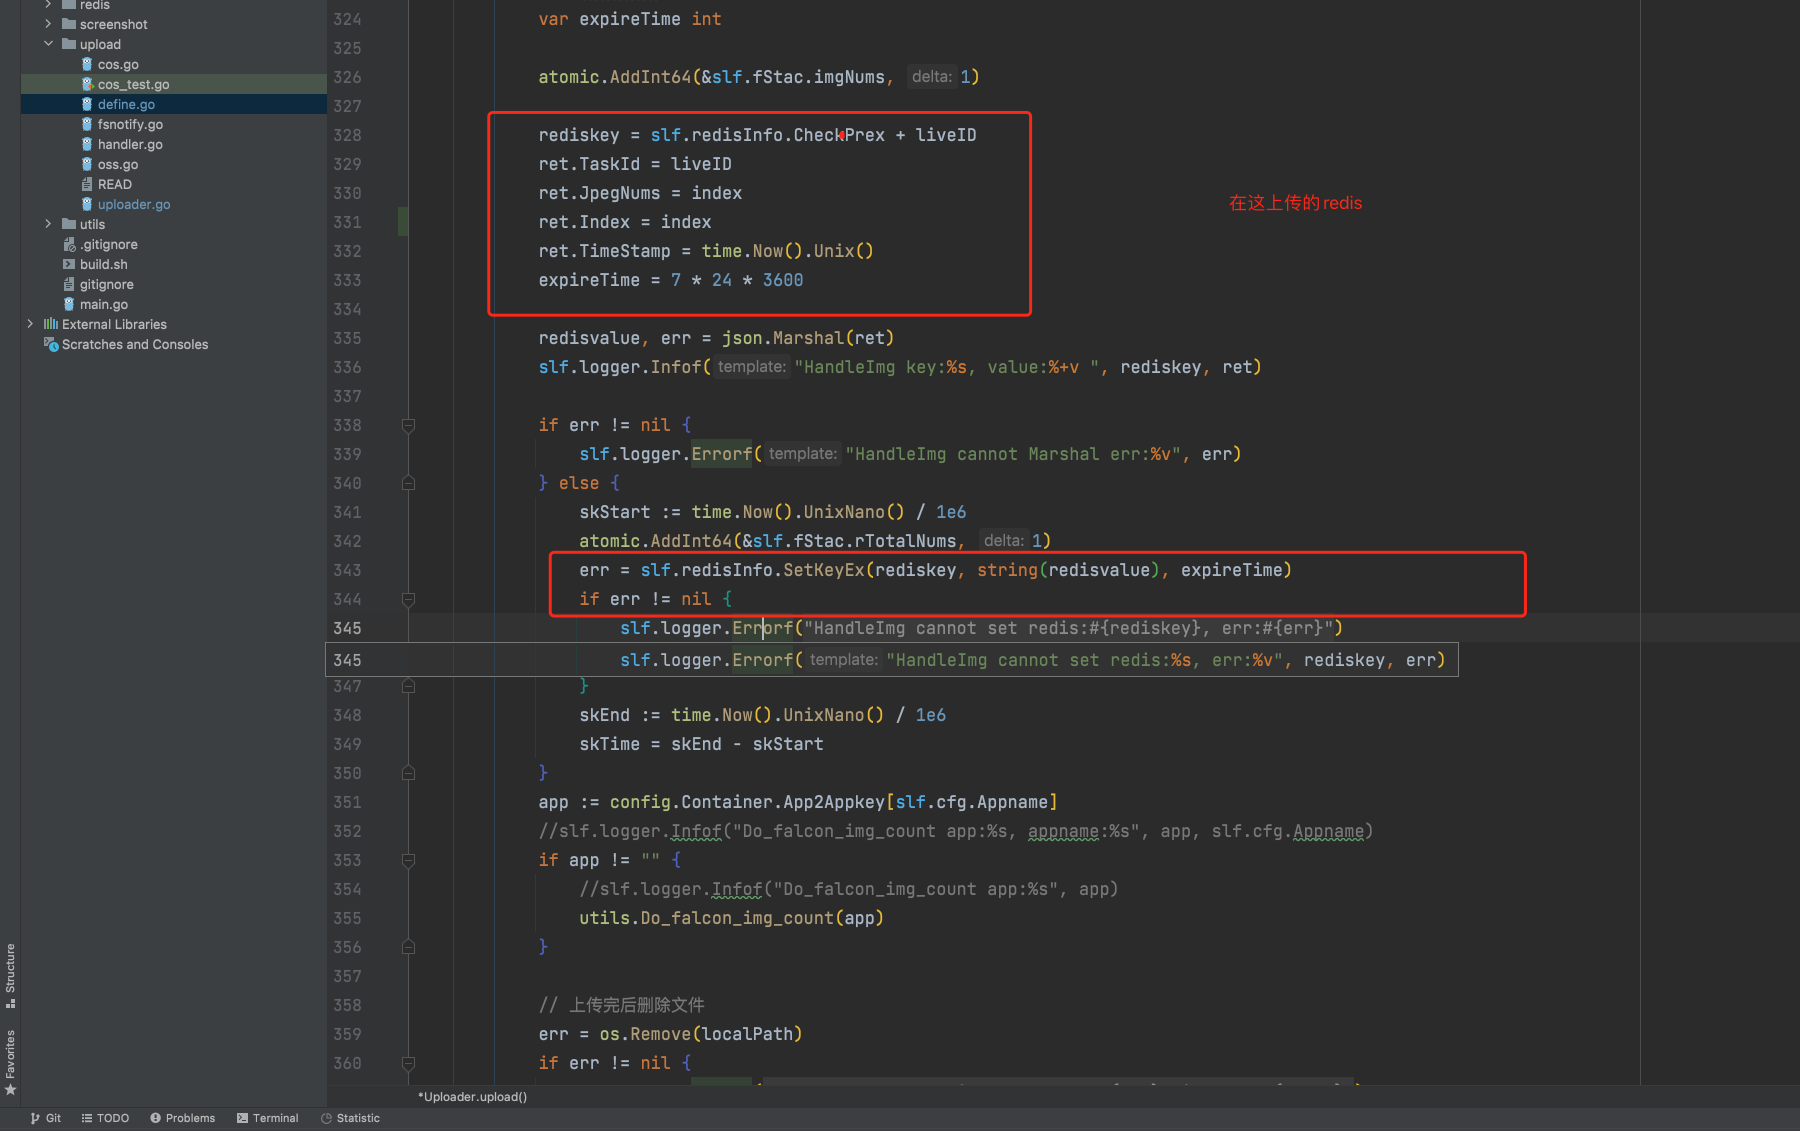 redis
screenshot
upload
cos.go
cos_test.go
define.go
fsnotify.go
handler.go
oss.go
READ
uploader.go
utils
.gitignore
build.sh
gitignore
main.go
External Libraries
Scratches and Consoles
Structure
Favorites
324 var expireTime int
325
326 atomic.AddInt64(&slf.fStac.imgNums, delta: 1)
327
328 rediskey = slf.redisInfo.CheckPrex + liveID
329 ret.TaskId = liveID
330 ret.JpegNums = index
331 ret.Index = index
332 ret.TimeStamp = time.Now().Unix()
333 expireTime = 7 * 24 * 3600
334
在这上传的redis
335 redisvalue, err = json.Marshal(ret)
336 slf.logger.Infof( template: "HandleImg key:%s, value:%+v ", rediskey, ret)
337
338 if err != nil {
339 slf.logger.Errorf( template: "HandleImg cannot Marshal err:%v", err)
340 } else {
341 skStart := time.Now().UnixNano() / 1e6
342 atomic.AddInt64(&slf.fStac.rTotalNums, delta: 1)
343 err = slf.redisInfo.SetKeyEx(rediskey, string(redisvalue), expireTime)
344 if err != nil {
345 slf.logger.Errorf("HandleImg cannot set redis:#{rediskey}, err:#{err}")
345 slf.logger.Errorf( template: "HandleImg cannot set redis:%s, err:%v", rediskey, err)
347 }
348 skEnd := time.Now().UnixNano() / 1e6
349 skTime = skEnd - skStart
350 }
351 app := config.Container.App2Appkey[slf.cfg.Appname]
352 //slf.logger.Infof("Do_falcon_img_count app:%s, appname:%s", app, slf.cfg.Appname)
353 if app != "" {
354 //slf.logger.Infof("Do_falcon_img_count app:%s", app)
355 utils.Do_falcon_img_count(app)
356 }
357
358 // 上传完后删除文件
359 err = os.Remove(localPath)
360 if err != nil {
*Uploader.upload()
Git TODO Problems Terminal Statistic